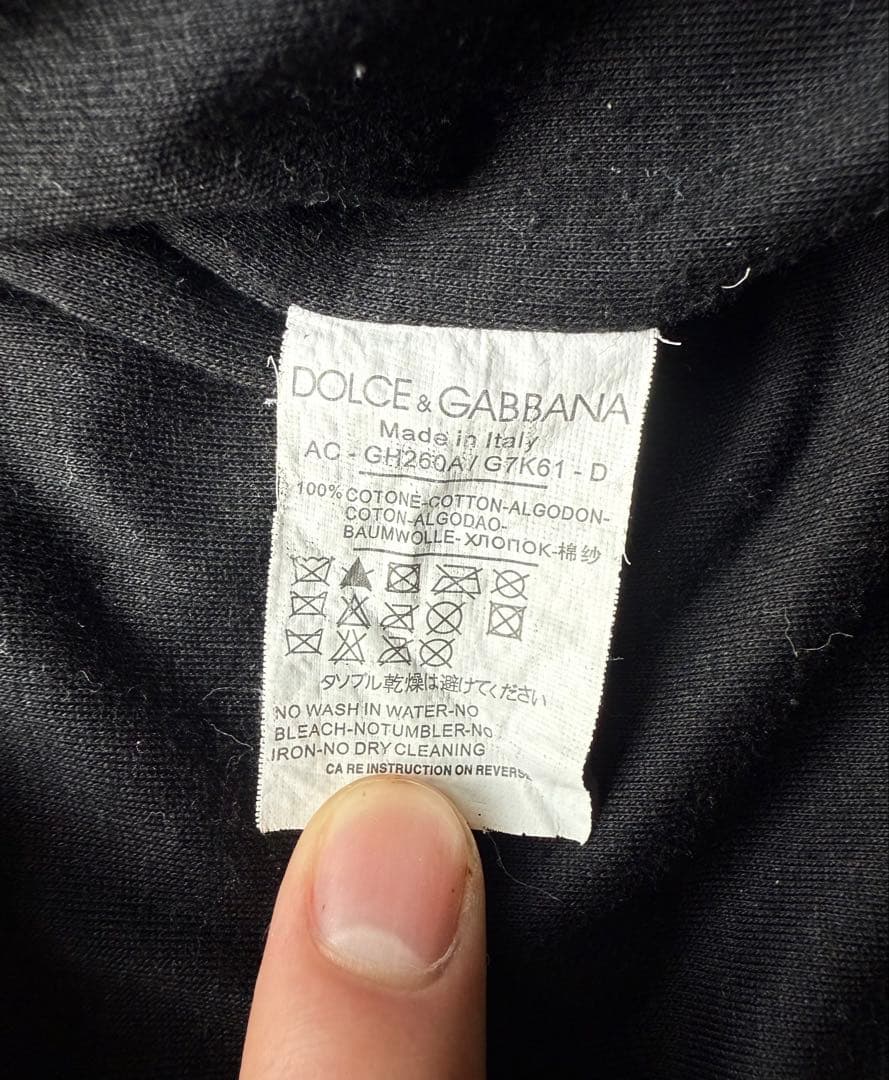 DOLCE & GABBANA
Made in Italy
AC - GH260A / G7K61 - D
100% COTONE-COTTON-ALGODON-
COTON-ALGODAO-
BAUMWOLLE-ХЛОПОК-棉纱
タソブル乾燥は避けてください
NO WASH IN WATER-NO
BLEACH-NOTUMBLER-No
IRON-NO DRY CLEANING
CA RE INSTRUCTION ON REVERSE